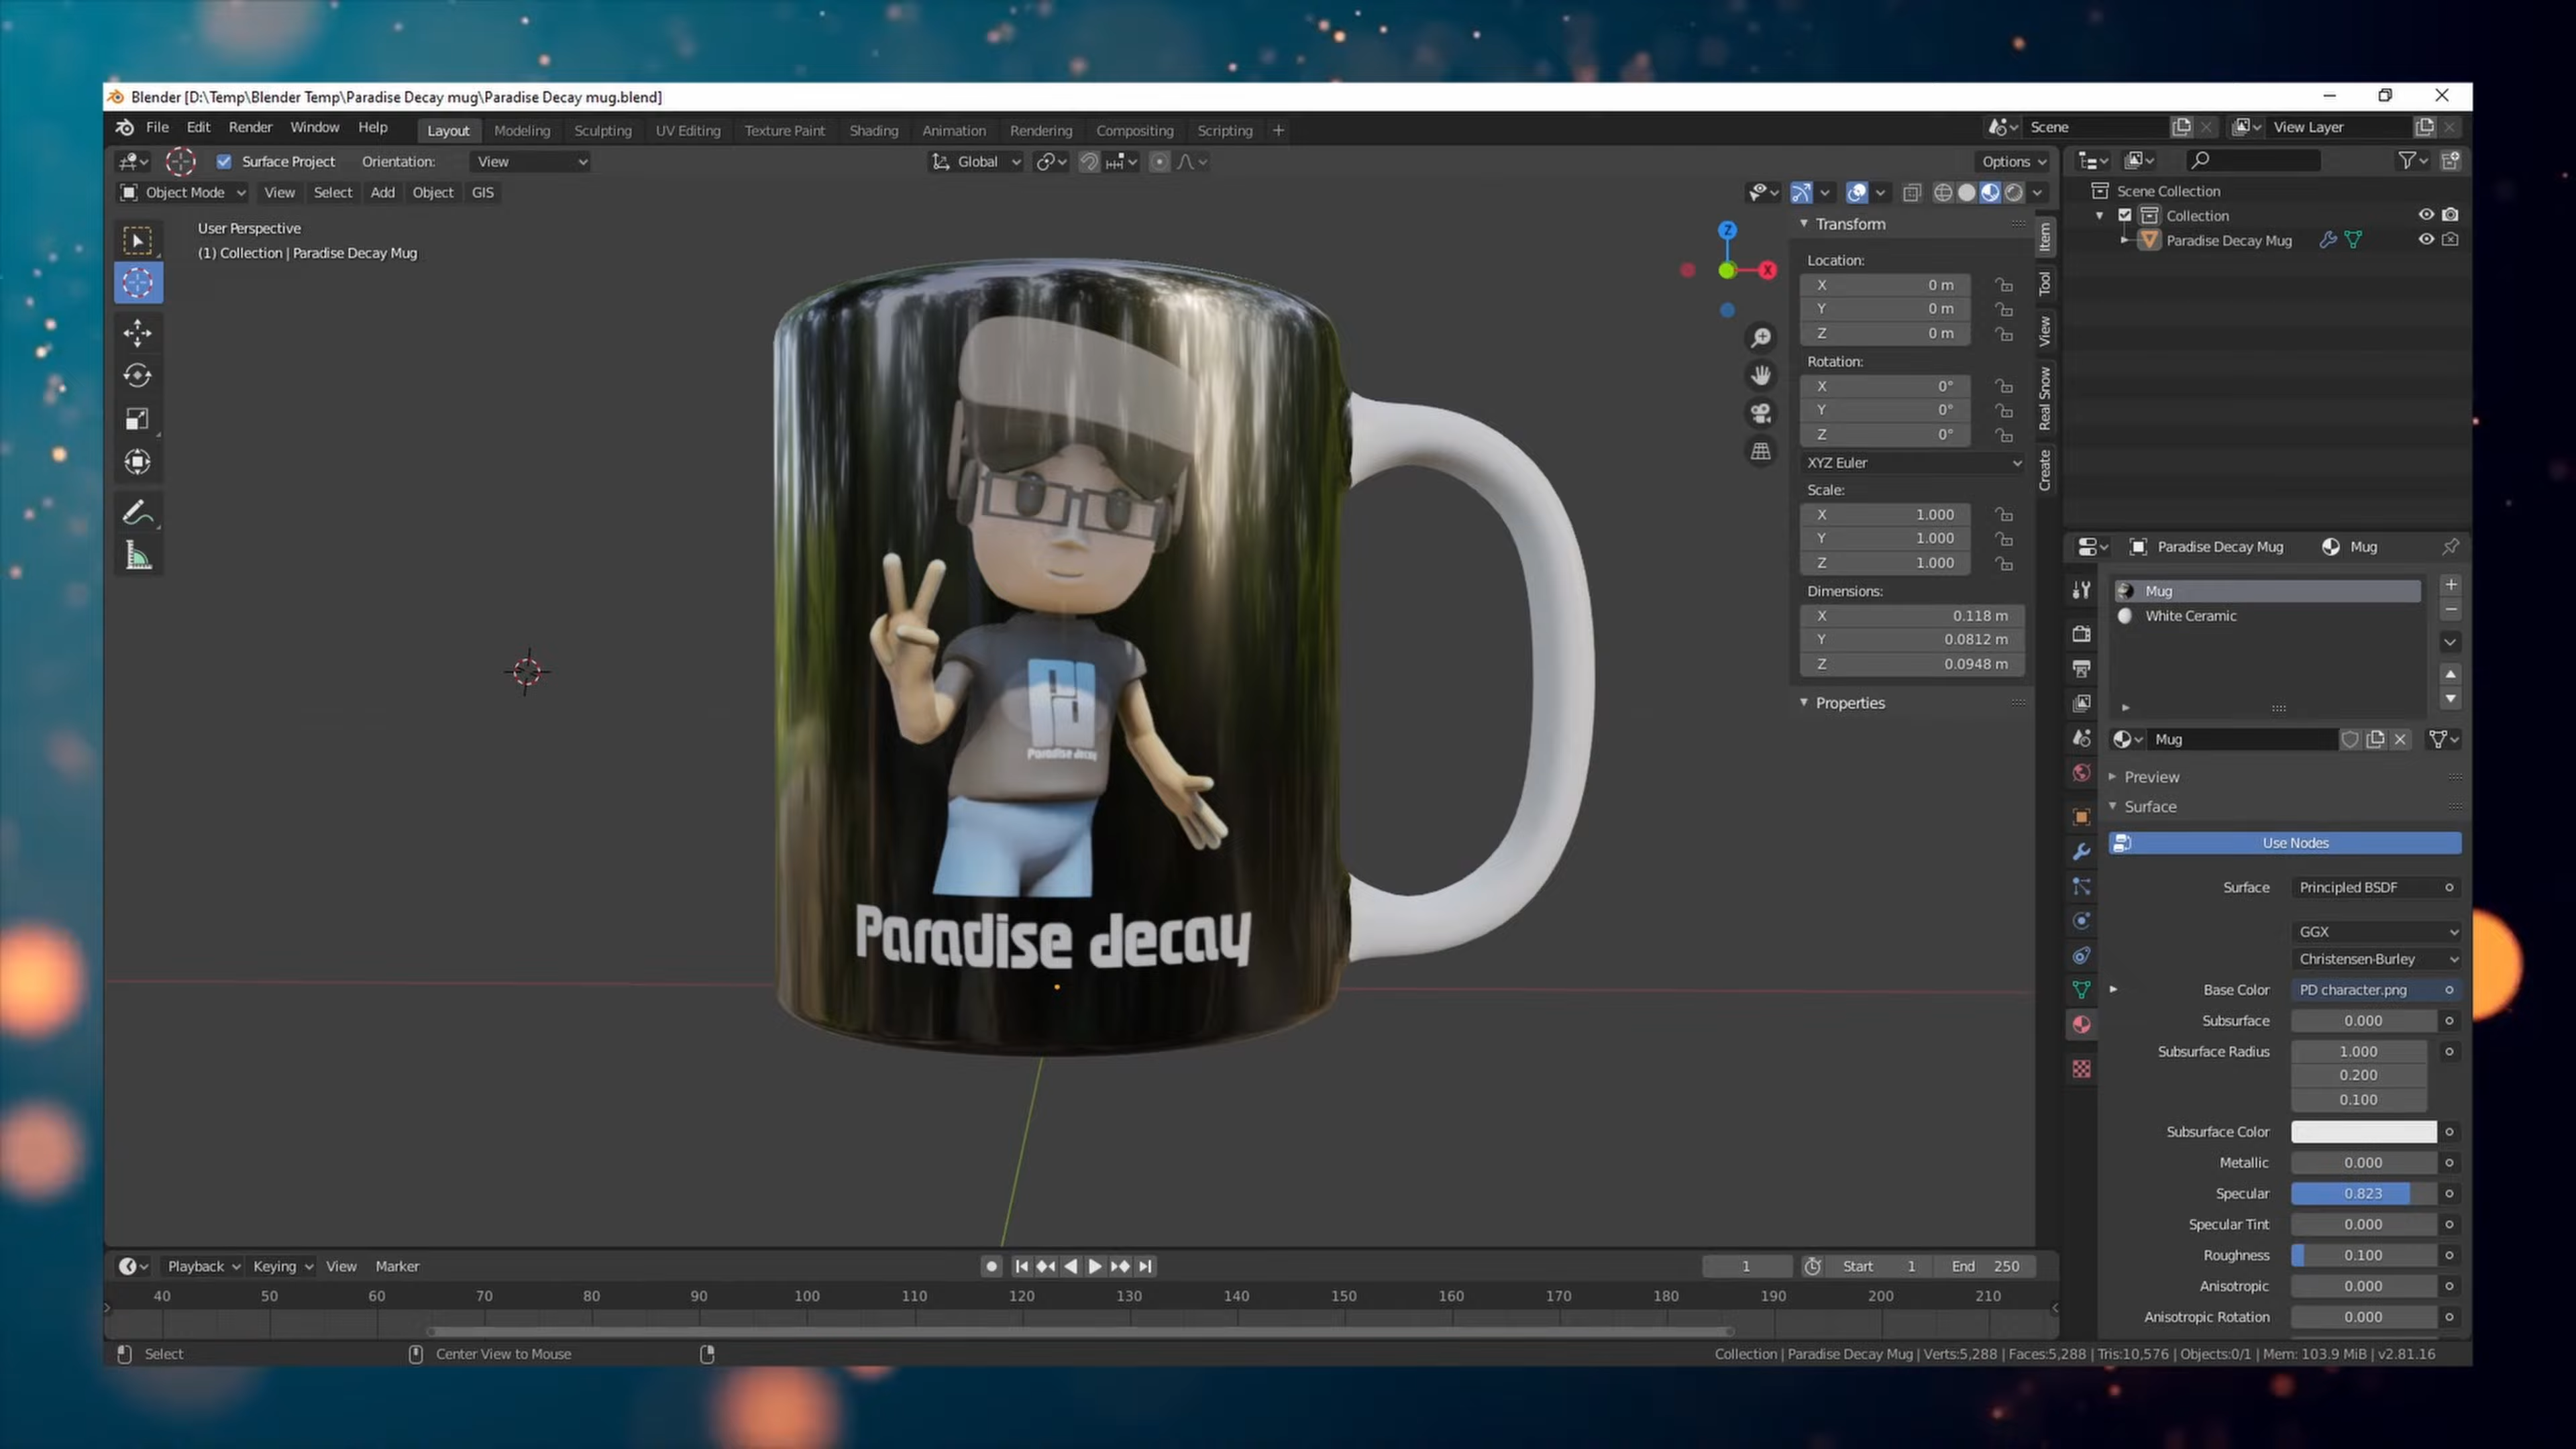 Blender [D:\Temp\Blender Temp\Paradise Decay mug\Paradise Decay mug.blend]
File Edit Render Window Help Layout Modeling Sculpting UV Editing Texture Paint Shading Animation Rendering Compositing Scripting + Scene View Layer
Surface Project Orientation: View Global Options
Object Mode View Select Add Object GIS
User Perspective
(1) Collection | Paradise Decay Mug
Z
X
Paradise decay
Paradise decay
Transform
Location:
X 0 m
Y 0 m
Z 0 m
Rotation:
X 0°
Y 0°
Z 0°
XYZ Euler
Scale:
X 1.000
Y 1.000
Z 1.000
Dimensions:
X 0.118 m
Y 0.0812 m
Z 0.0948 m
Properties
Item
Tool
View
Real Snow
Create
Scene Collection
Collection
Paradise Decay Mug
Paradise Decay Mug Mug
Mug
White Ceramic
Mug
Preview
Surface
Use Nodes
Surface Principled BSDF
GGX
Christensen-Burley
Base Color PD character.png
Subsurface 0.000
Subsurface Radius 1.000
0.200
0.100
Subsurface Color
Metallic 0.000
Specular 0.823
Specular Tint 0.000
Roughness 0.100
Anisotropic 0.000
Anisotropic Rotation 0.000
Playback Keying View Marker 1 Start 1 End 250
40 50 60 70 80 90 100 110 120 130 140 150 160 170 180 190 200 210
Select Center View to Mouse Collection | Paradise Decay Mug | Verts:5,288 | Faces:5,288 | Tris:10,576 | Objects:0/1 | Mem: 103.9 MiB | v2.81.16